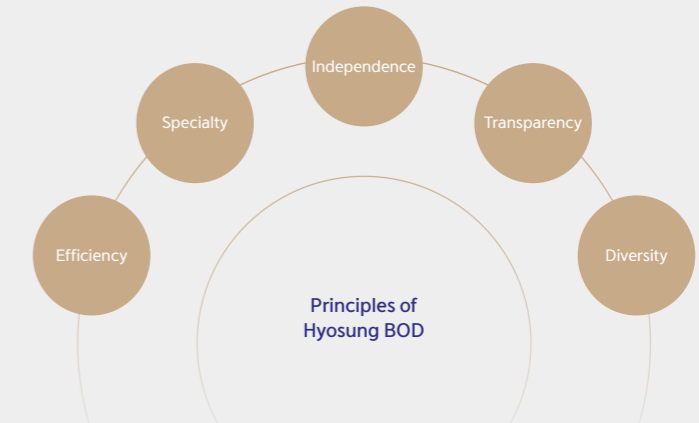 Independence
Specialty
Transparency
Efficiency
Diversity
Principles of
Hyosung BOD